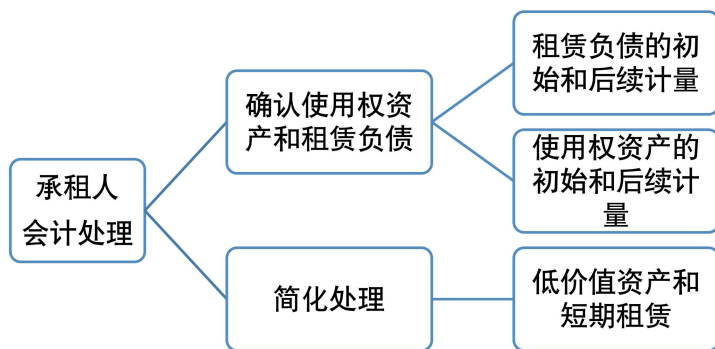 承租人
会计处理
确认使用权资
产和租赁负债
简化处理
租赁负债的初
始和后续计量
使用权资产的
初始和后续计
量
低价值资产和
短期租赁